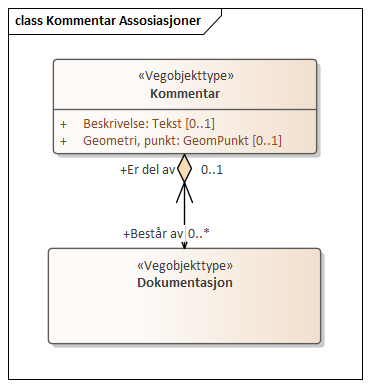 class Kommentar Assosiasjoner
«Vegobjekttype»
Kommentar
+ Beskrivelse: Tekst [0..1]
+ Geometri, punkt: GeomPunkt [0..1]
+Er del av 0..1
+Består av 0..*
«Vegobjekttype»
Dokumentasjon